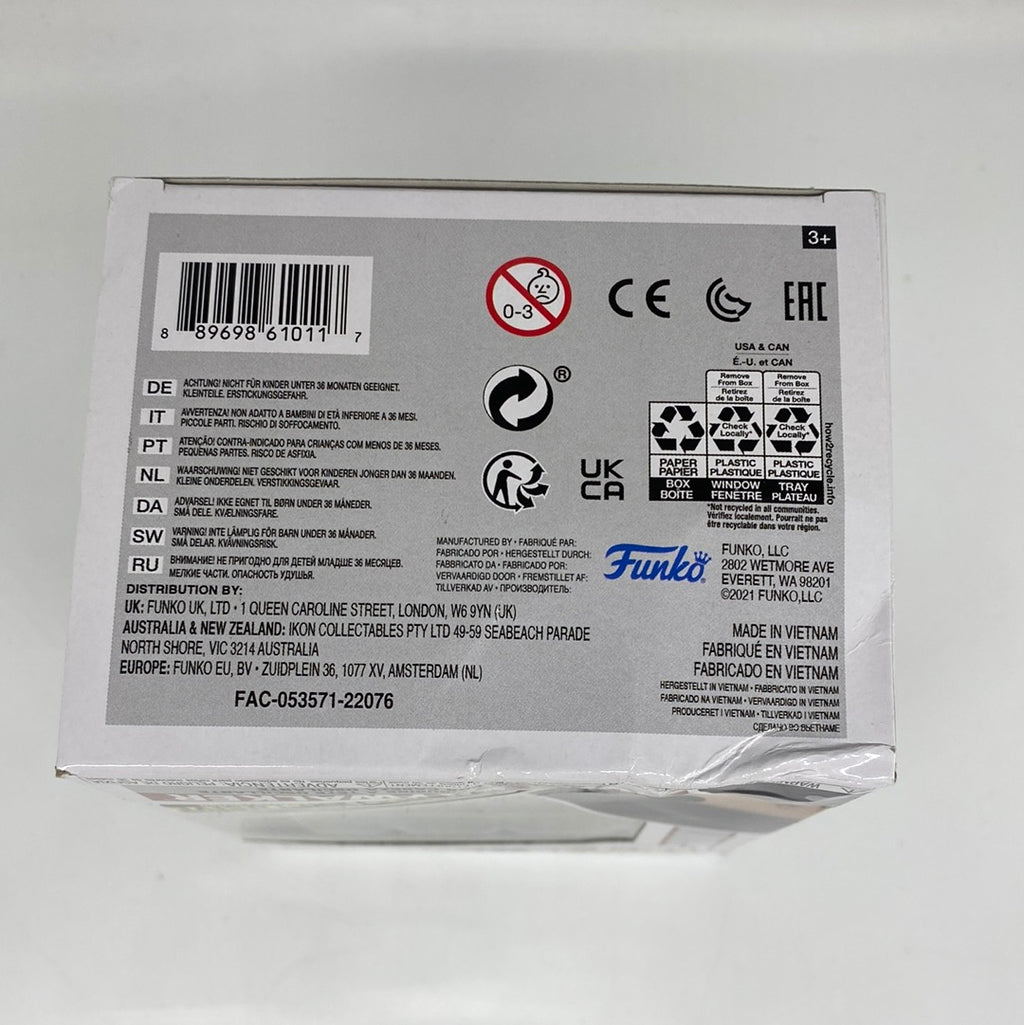 3+
8 89698 61011 7
0-3
CE
EAC
USA & CAN
É.-U. et CAN
Remove
From Box
Retirez
de la boîte
Remove
From Box
Retirez
de la boîte
Check
Locally*
Check
Locally*
PAPER
PAPIER
BOX
BOÎTE
PLASTIC
PLASTIQUE
WINDOW
FENÊTRE
PLASTIC
PLASTIQUE
TRAY
PLATEAU
how2recycle.info
*Not recycled in all communities.
Vérifiez localement. Pourrait ne pas
être recyclable dans votre région.
®
UK
CA
DE ACHTUNG! NICHT FÜR KINDER UNTER 36 MONATEN GEEIGNET.
KLEINTEILE. ERSTICKUNGSGEFAHR.
IT AVVERTENZA! NON ADATTO A BAMBINI DI ETÀ INFERIORE A 36 MESI.
PICCOLE PARTI. RISCHIO DI SOFFOCAMENTO.
PT ATENÇÃO! CONTRA-INDICADO PARA CRIANÇAS COM MENOS DE 36 MESES.
PEQUENAS PARTES. RISCO DE ASFIXIA.
NL WAARSCHUWING! NIET GESCHIKT VOOR KINDEREN JONGER DAN 36 MAANDEN.
KLEINE ONDERDELEN. VERSTIKKINGSGEVAAR.
DA ADVARSEL! IKKE EGNET TIL BØRN UNDER 36 MÅNEDER.
SMÅ DELE. KVÆLNINGSFARE.
SW VARNING! INTE LÄMPLIG FÖR BARN UNDER 36 MÅNADER.
SMÅ DELAR. KVÄVNINGSRISK.
RU ВНИМАНИЕ! НЕ ПРИГОДНО ДЛЯ ДЕТЕЙ МЛАДШЕ 36 МЕСЯЦЕВ.
МЕЛКИЕ ЧАСТИ. ОПАСНОСТЬ УДУШЬЯ.
MANUFACTURED BY • FABRIQUÉ PAR:
FABRICADO POR • HERGESTELLT DURCH:
FABBRICATO DA • FABRICADO POR:
VERVAARDIGD DOOR • FREMSTILLET AF:
TILLVERKAD AV • ПРОИЗВОДИТЕЛЬ:
Funko
FUNKO, LLC
2802 WETMORE AVE
EVERETT, WA 98201
©2021 FUNKO,LLC
DISTRIBUTION BY:
UK: FUNKO UK, LTD • 1 QUEEN CAROLINE STREET, LONDON, W6 9YN (UK)
AUSTRALIA & NEW ZEALAND: IKON COLLECTABLES PTY LTD 49-59 SEABEACH PARADE
NORTH SHORE, VIC 3214 AUSTRALIA
EUROPE: FUNKO EU, BV • ZUIDPLEIN 36, 1077 XV, AMSTERDAM (NL)
FAC-053571-22076
MADE IN VIETNAM
FABRIQUÉ EN VIETNAM
FABRICADO EN VIETNAM
HERGESTELLT IN VIETNAM • FABBRICATO IN VIETNAM
FABRICADO NA VIETNAM • VERVAARDIGD IN VIETNAM
PRODUCERET I VIETNAM • TILLVERKAD I VIETNAM
СДЕЛАНО ВО ВЬЕТНАМЕ